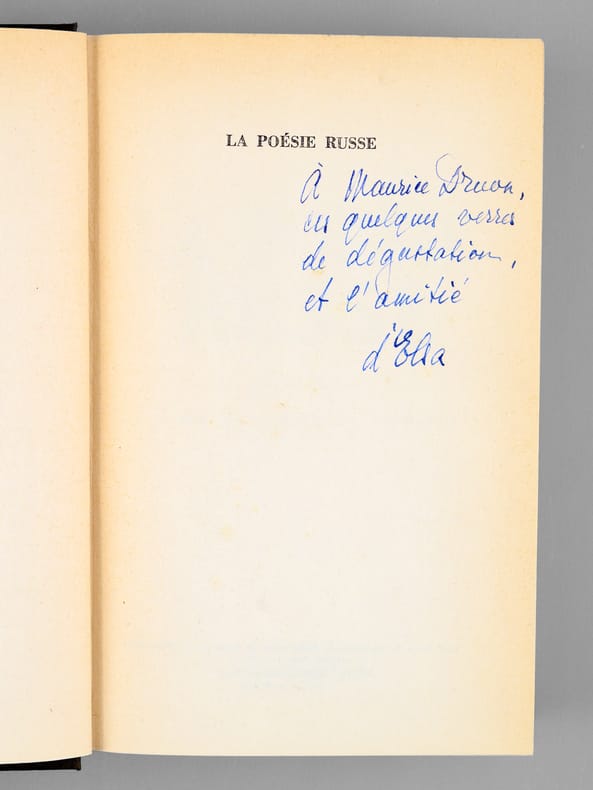 LA POÉSIE RUSSE
À Maurice Druon,
ces quelques verres
de dégustation,
et l'amitié
d'Elsa